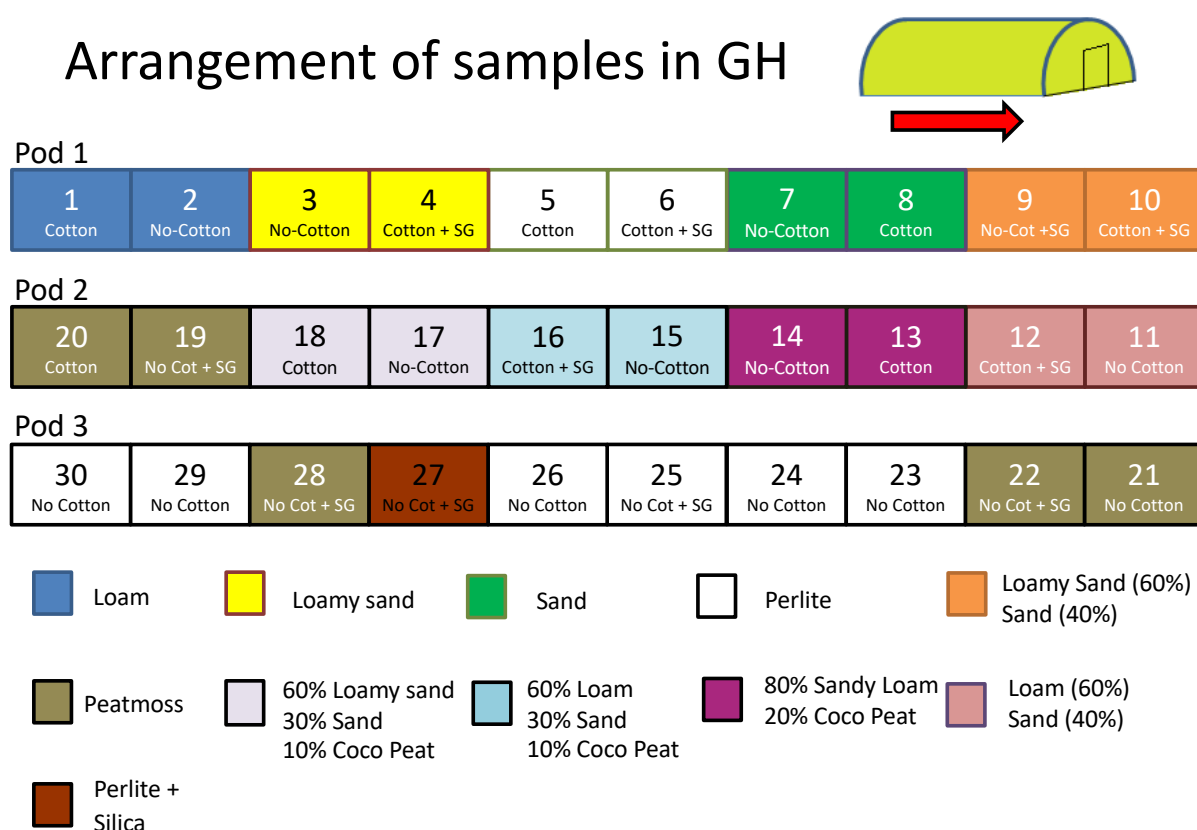 Arrangement of samples in GH
Pod 1
1 2 3 4 5 6 7 8 9 10
Cotton No-Cotton No-Cotton Cotton + SG Cotton Cotton + SG No-Cotton Cotton No-Cot +SG Cotton + SG
Pod 2
20 19 18 17 16 15 14 13 12 11
Cotton No Cot + SG Cotton No-Cotton Cotton + SG No-Cotton No-Cotton Cotton Cotton + SG No Cotton
Pod 3
30 29 28 27 26 25 24 23 22 21
No Cotton No Cotton No Cot + SG No Cot + SG No Cotton No Cot + SG No Cotton No Cotton No Cot + SG No Cotton
Loam
Loamy sand
Sand
Perlite
Loamy Sand (60%)
Sand (40%)
Peatmoss
60% Loamy sand
30% Sand
10% Coco Peat
60% Loam
30% Sand
10% Coco Peat
80% Sandy Loam
20% Coco Peat
Loam (60%)
Sand (40%)
Perlite +
Silica